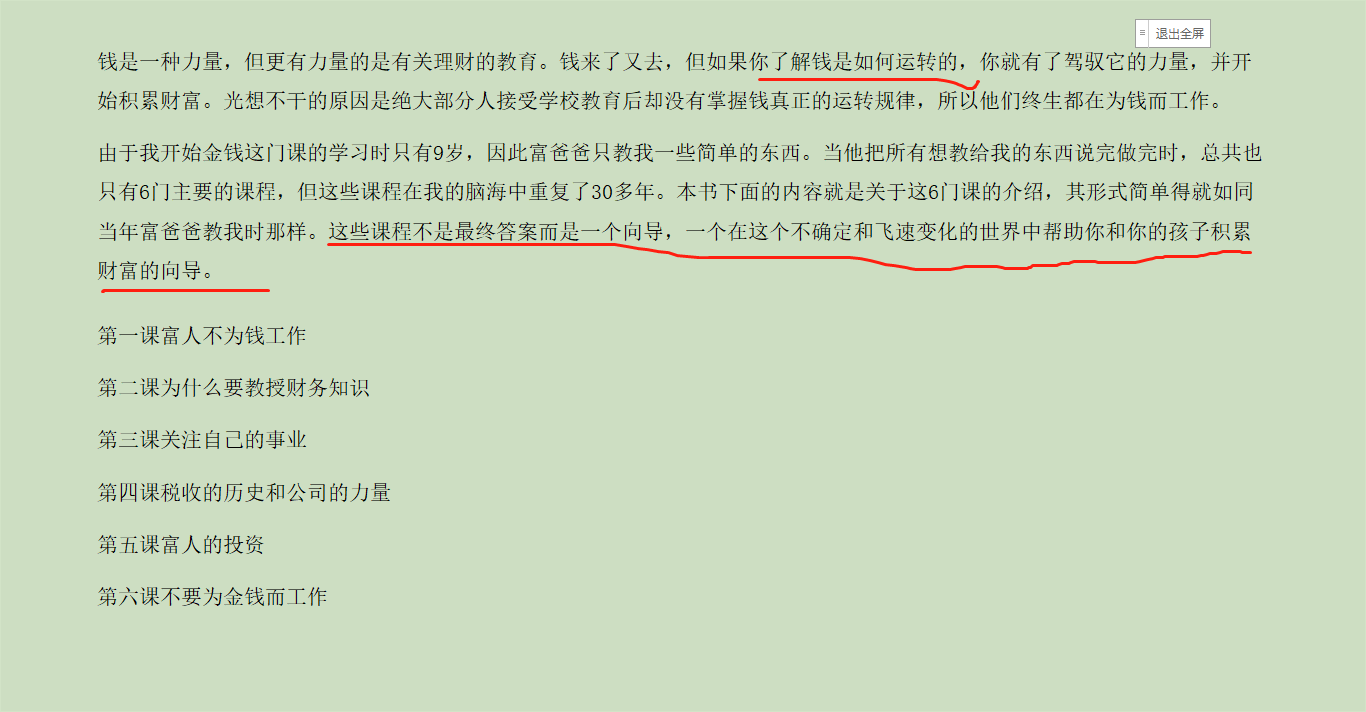 退出全屏
钱是一种力量，但更有力量的是有关理财的教育。钱来了又去，但如果你了解钱是如何运转的，你就有了驾驭它的力量，并开
始积累财富。光想不干的原因是绝大部分人接受学校教育后却没有掌握钱真正的运转规律，所以他们终生都在为钱而工作。
由于我开始金钱这门课的学习时只有9岁，因此富爸爸只教我一些简单的东西。当他把所有想教给我的东西说完做完时，总共也
只有6门主要的课程，但这些课程在我的脑海中重复了30多年。本书下面的内容就是关于这6门课的介绍，其形式简单得就如同
当年富爸爸教我时那样。这些课程不是最终答案而是一个向导，一个在这个不确定和飞速变化的世界中帮助你和你的孩子积累
财富的向导。
第一课富人不为钱工作
第二课为什么要教授财务知识
第三课关注自己的事业
第四课税收的历史和公司的力量
第五课富人的投资
第六课不要为金钱而工作